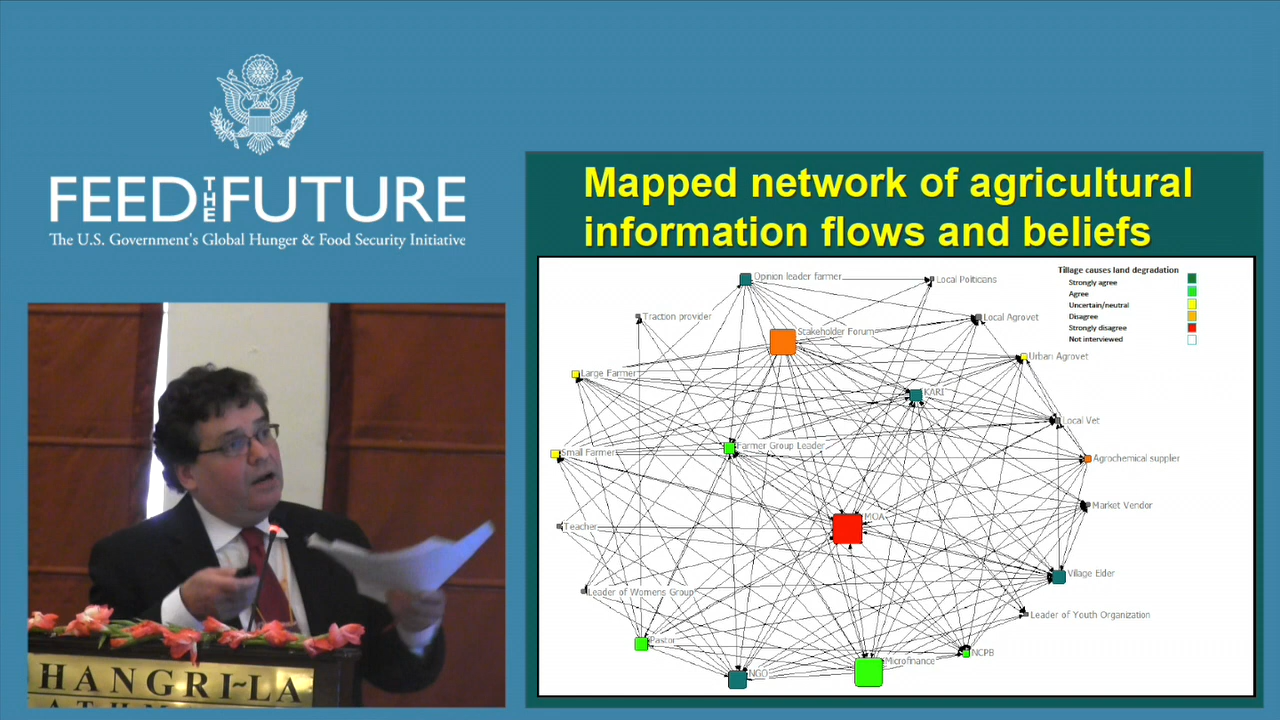 FEED THE FUTURE
The U.S. Government's Global Hunger & Food Security Initiative
Mapped network of agricultural
information flows and beliefs
Tillage causes land degradation
Strongly agree
Agree
Uncertain/neutral
Disagree
Strongly disagree
Not interviewed
Opinion leader farmer
Local Politicians
Traction provider
Local Agrovet
Stakeholder Forum
Urban Agrovet
Large Farmer
KARI
Local Vet
Farmer Group Leader
Small Farmer
Agrochemical supplier
Market Vendor
MOA
Teacher
Village Elder
Leader of Womens Group
Leader of Youth Organization
Pastor
NCPB
Microfinance
NGO
HANGRI~LA